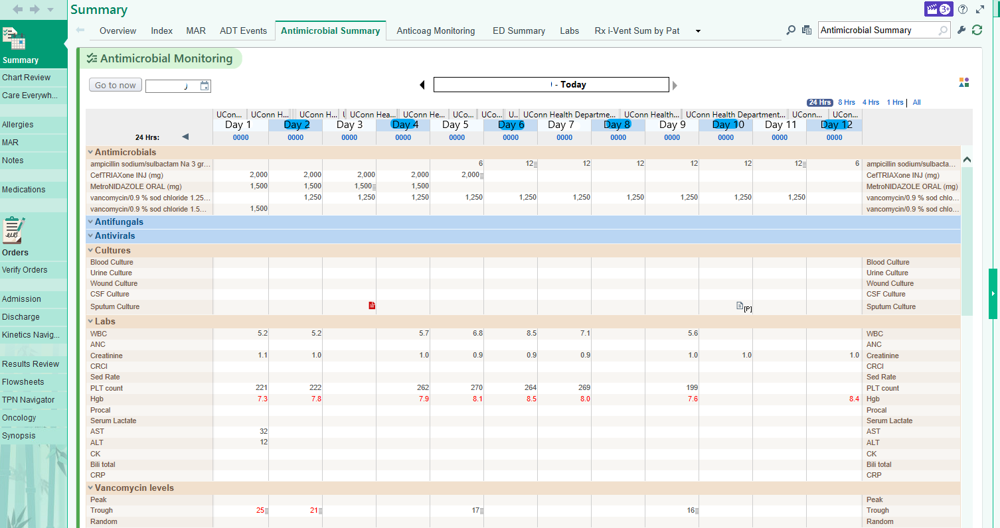 Summary
3+
Overview Index MAR ADT Events Antimicrobial Summary Anticoag Monitoring ED Summary Labs Rx i-Vent Sum by Pat Antimicrobial Summary
Summary
Chart Review
Care Everywh...
Allergies
MAR
Notes
Medications
Orders
Verify Orders
Admission
Discharge
Kinetics Navig...
Results Review
Flowsheets
TPN Navigator
Oncology
Synopsis
Antimicrobial Monitoring
Go to now
- Today
24 Hrs 8 Hrs 4 Hrs 1 Hrs All
UConn... UConn H... UConn H... UConn Hea... UConn He... UCo... UCo... U.. UConn Health Departme... UConn Health... UConn Health Department... UConn... UCon...
Day 1 Day 2 Day 3 Day 4 Day 5 Day 6 Day 7 Day 8 Day 9 Day 10 Day 11 Day 12
24 Hrs: 0000 0000 0000 0000 0000 0000 0000 0000 0000 0000 0000 0000
Antimicrobials
ampicillin sodium/sulbactam Na 3 gr... 6 12 12 12 12 12 12 6 ampicillin sodium/sulbacta...
CefTRIAXone INJ (mg) 2,000 2,000 2,000 2,000 2,000 CefTRIAXone INJ (mg)
MetroNIDAZOLE ORAL (mg) 1,500 1,500 1,500 1,500 MetroNIDAZOLE ORAL (mg)
vancomycin/0.9 % sod chloride 1.25... 1,250 1,250 1,250 1,250 1,250 1,250 1,250 1,250 1,250 1,250 vancomycin/0.9 % sod chlo...
vancomycin/0.9 % sod chloride 1.5... 1,500 vancomycin/0.9 % sod chlo...
Antifungals
Antivirals
Cultures
Blood Culture Blood Culture
Urine Culture Urine Culture
Wound Culture Wound Culture
CSF Culture CSF Culture
Sputum Culture [P] Sputum Culture
Labs
WBC 5.2 5.2 5.7 6.8 8.5 7.1 5.6 WBC
ANC ANC
Creatinine 1.1 1.0 1.0 0.9 0.9 0.9 1.0 1.0 1.0 Creatinine
CRCI CRCI
Sed Rate Sed Rate
PLT count 221 222 262 270 264 269 199 PLT count
Hgb 7.3 7.8 7.9 8.1 8.5 8.0 7.6 8.4 Hgb
Procal Procal
Serum Lactate Serum Lactate
AST 32 AST
ALT 12 ALT
CK CK
Bili total Bili total
CRP CRP
Vancomycin levels
Peak Peak
Trough 25 21 17 16 Trough
Random Random